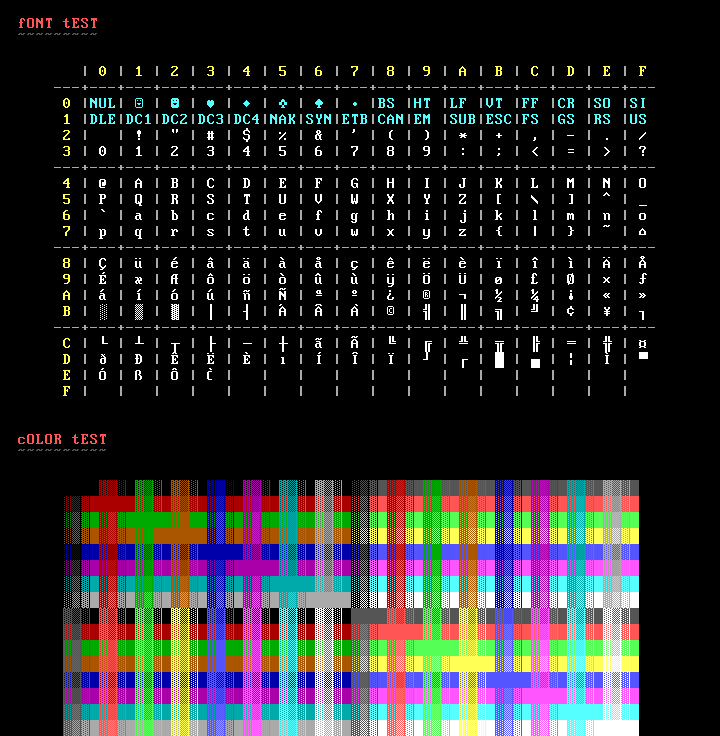 fONT tEST
~~~~~~~~~
| 0 | 1 | 2 | 3 | 4 | 5 | 6 | 7 | 8 | 9 | A | B | C | D | E | F
0 |NUL| ☺ | ☻ | ♥ | ♦ | ♣ | ♠ | • |BS |HT |LF |VT |FF |CR |SO |SI
1 |DLE|DC1|DC2|DC3|DC4|NAK|SYN|ETB|CAN|EM |SUB|ESC|FS |GS |RS |US
2 | | ! | " | # | $ | % | & | ' | ( | ) | * | + | , | - | . | /
3 | 0 | 1 | 2 | 3 | 4 | 5 | 6 | 7 | 8 | 9 | : | ; | < | = | > | ?
4 | @ | A | B | C | D | E | F | G | H | I | J | K | L | M | N | O
5 | P | Q | R | S | T | U | V | W | X | Y | Z | [ | \ | ] | ^ | _
6 | ` | a | b | c | d | e | f | g | h | i | j | k | l | m | n | o
7 | p | q | r | s | t | u | v | w | x | y | z | { | | | } | ~ | ⌂
8 | Ç | ü | é | â | ä | à | å | ç | ê | ë | è | ï | î | ì | Ä | Å
9 | É | æ | ƒ | ô | ö | ò | û | ù | ÿ | Ö | Ü | ø | £ | Ø | × | ƒ
A | á | í | ó | ú | ñ | Ñ | ª | º | ¿ | ® | ¬ | ½ | ¼ | ¡ | « | »
B | ░ | ▒ | ▓ | │ | ┤ | Á | Â | À | © | ╣ | ║ | ╗ | ╝ | ¢ | ¥ | ┐
C | └ | ┴ | ┬ | ├ | ─ | ┼ | ã | Ã | ╚ | ╔ | ╩ | ╦ | ╠ | ═ | ╬ | ¤
D | ð | Ð | Ê | Ë | È | ı | Í | Î | Ï | ┘ | ┌ | █ | ▄ | ¦ | Ì | ▀
E | Ó | ß | Ô | Ò | | | | | | | | | | | |
F | | | | | | | | | | | | | | | |
cOLOR tEST
~~~~~~~~~~